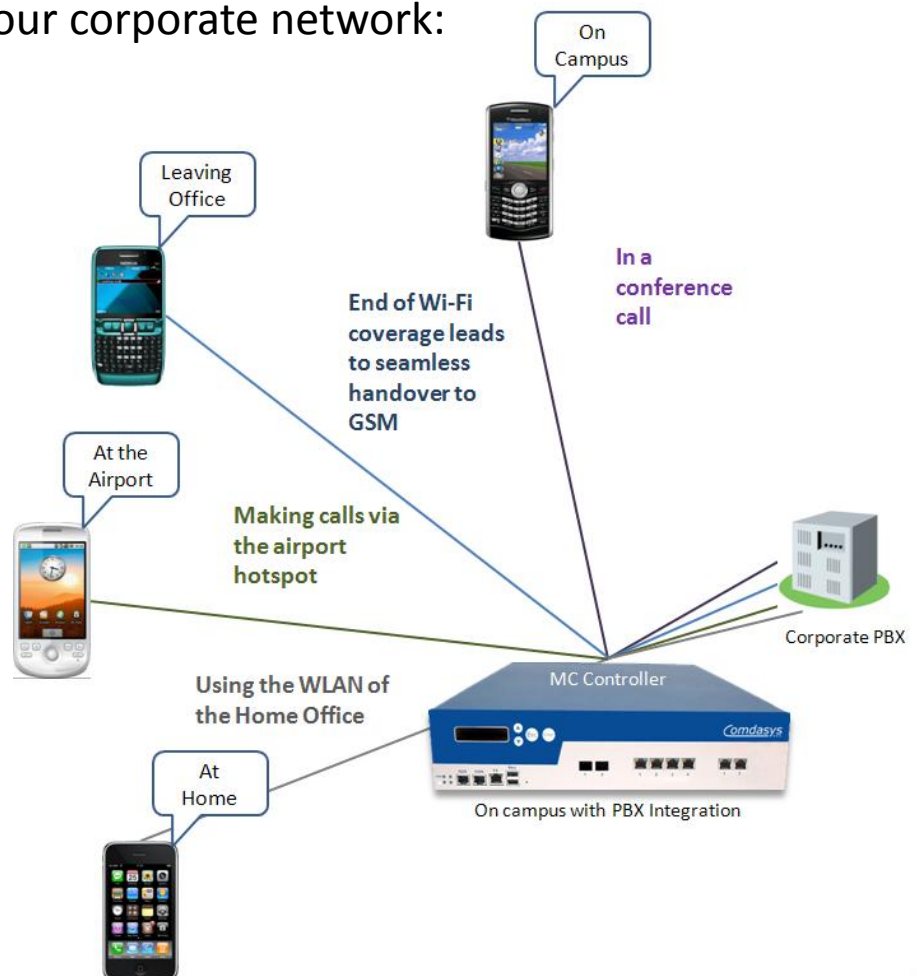 our corporate network:
On
Campus
Leaving
Office
In a
conference
call
End of Wi-Fi
coverage leads
to seamless
handover to
GSM
At the
Airport
Making calls via
the airport
hotspot
Corporate PBX
MC Controller
Using the WLAN of
the Home Office
Comdasys
At
Home
On campus with PBX Integration